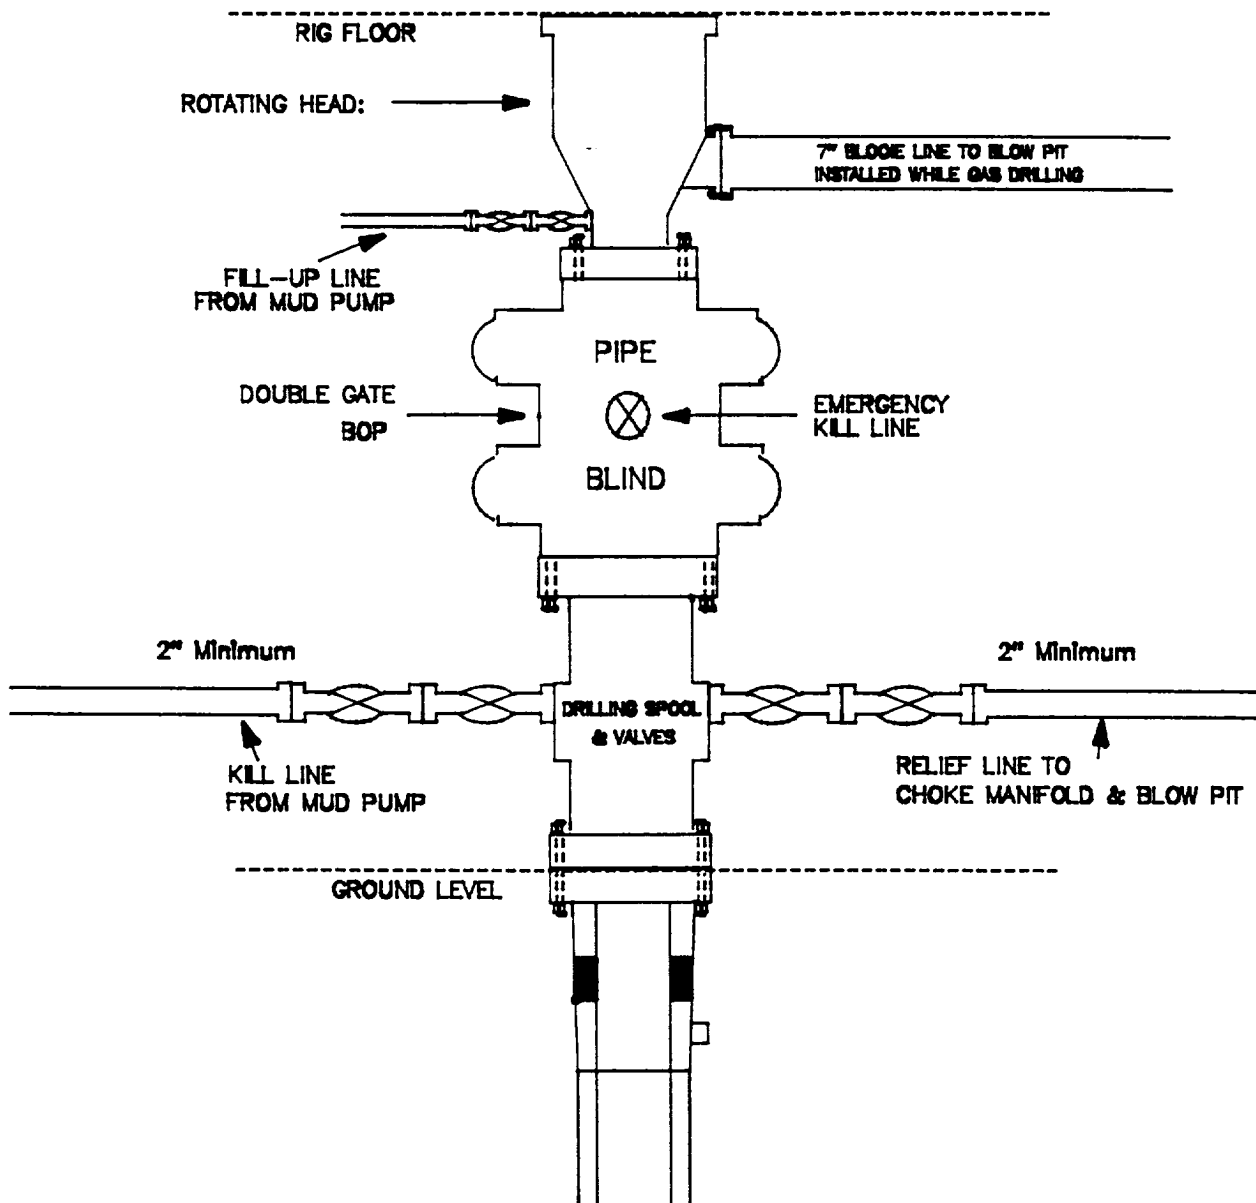 RIG FLOOR
ROTATING HEAD:
7" BLOOIE LINE TO BLOW PIT
INSTALLED WHILE GAS DRILLING
FILL-UP LINE
FROM MUD PUMP
PIPE
DOUBLE GATE
BOP
EMERGENCY
KILL LINE
BLIND
2" Minimum
2" Minimum
DRILLING SPOOL
& VALVES
KILL LINE
FROM MUD PUMP
RELIEF LINE TO
CHOKE MANIFOLD & BLOW PIT
GROUND LEVEL